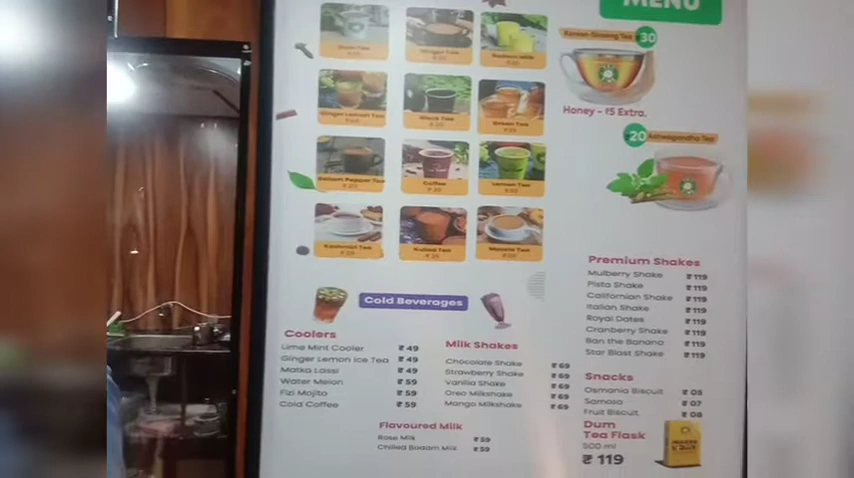 MENU
Korean Ginseng Tea 30
Honey - ₹5 Extra.
20 Ashwagandha Tea
Ginger Tea
Ginger Lemon Tea
Black Tea
Green Tea
Pepper Tea
₹ 20
Coffee
Lemon Tea
Kashmiri Tea
Masala Tea
Cold Beverages
Coolers
Lime Mint Cooler ₹ 49
Ginger Lemon Ice Tea ₹ 49
Matka Lassi ₹ 49
Water Melon ₹ 59
Fizi Mojito ₹ 59
Cold Coffee ₹ 59
Milk Shakes
Chocolate Shake ₹ 69
Strawberry Shake ₹ 69
Vanilla Shake ₹ 69
Oreo Milkshake ₹ 69
Mango Milkshake ₹ 69
Flavoured Milk
Rose Milk ₹ 59
Chilled Badam Milk ₹ 59
Premium Shakes
Mulberry Shake ₹ 119
Pista Shake ₹ 119
Californian Shake ₹ 119
Italian Shake ₹ 119
Royal Dates ₹ 119
Cranberry Shake ₹ 119
Ban the Banana ₹ 119
Star Blast Shake ₹ 119
Snacks
Osmania Biscuit ₹ 05
Samosa ₹ 07
Fruit Biscuit ₹ 08
Dum
Tea Flask
500 ml
₹ 119